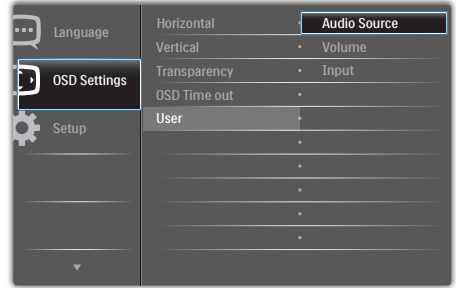 Language
OSD Settings
Setup
Horizontal
Vertical
Transparency
OSD Time out
User
Audio Source
Volume
Input